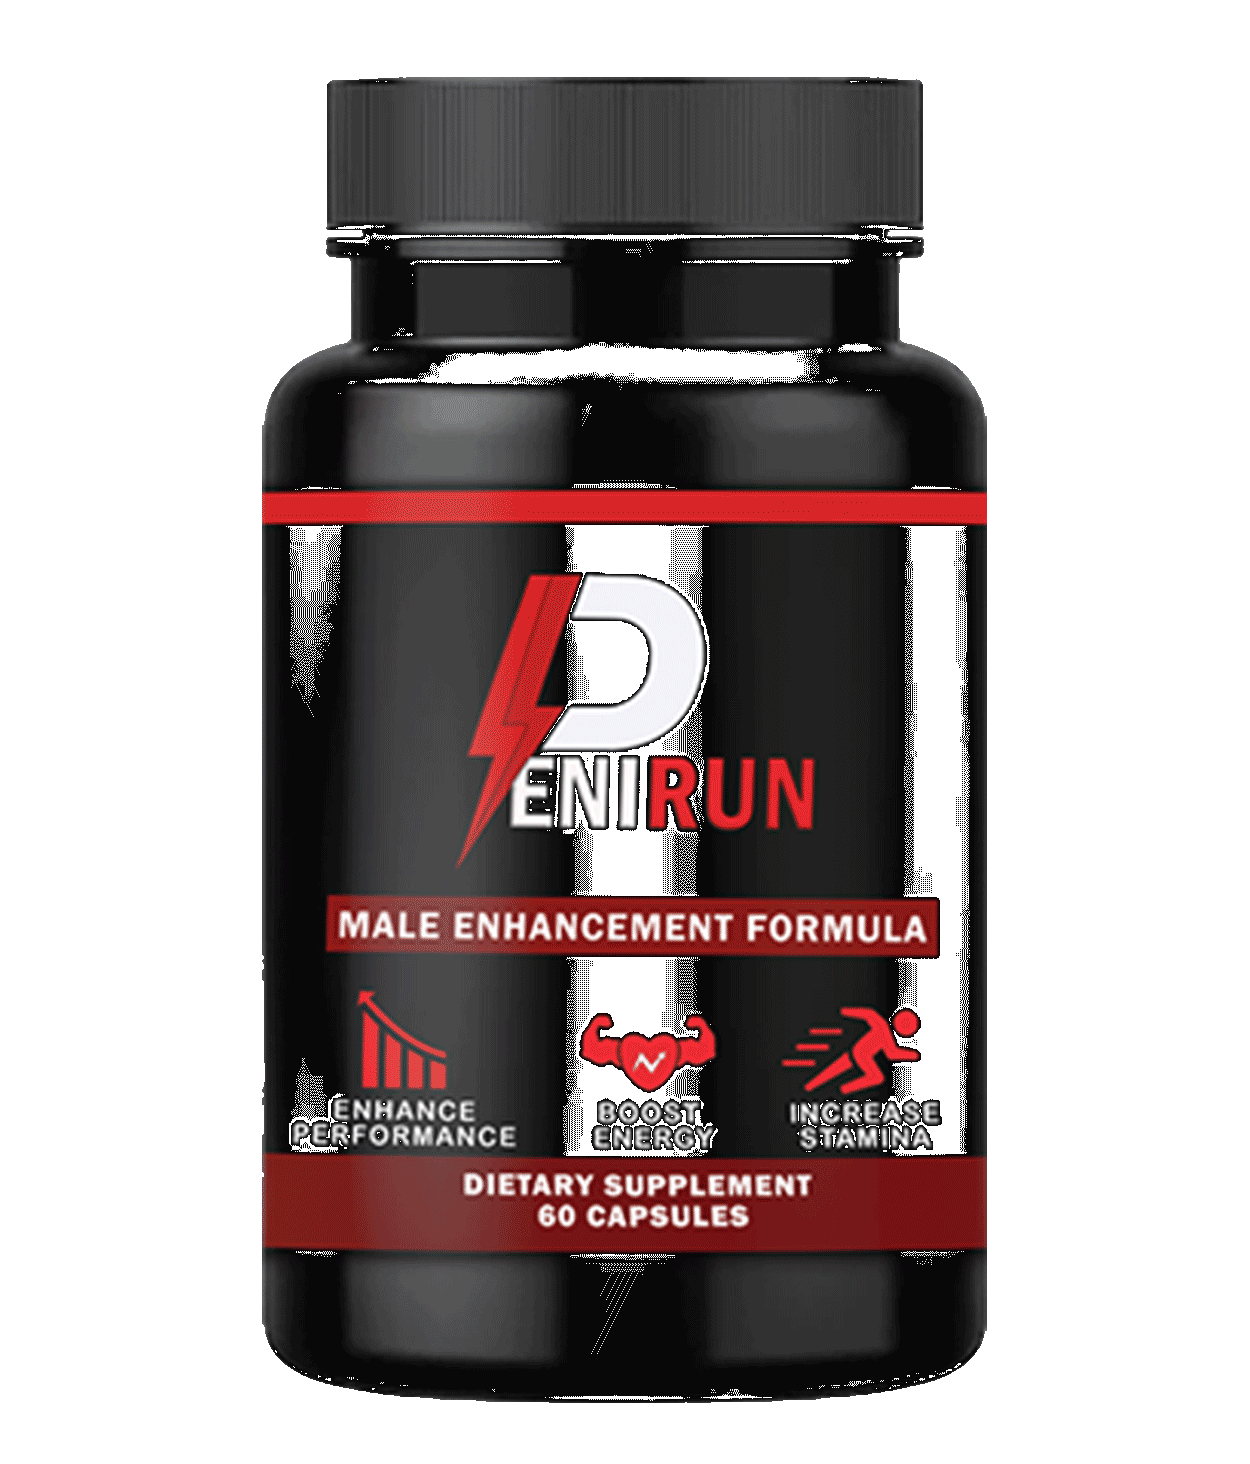 PENIRUN
MALE ENHANCEMENT FORMULA
ENHANCE
PERFORMANCE
BOOST
ENERGY
INCREASE
STAMINA
DIETARY SUPPLEMENT
60 CAPSULES